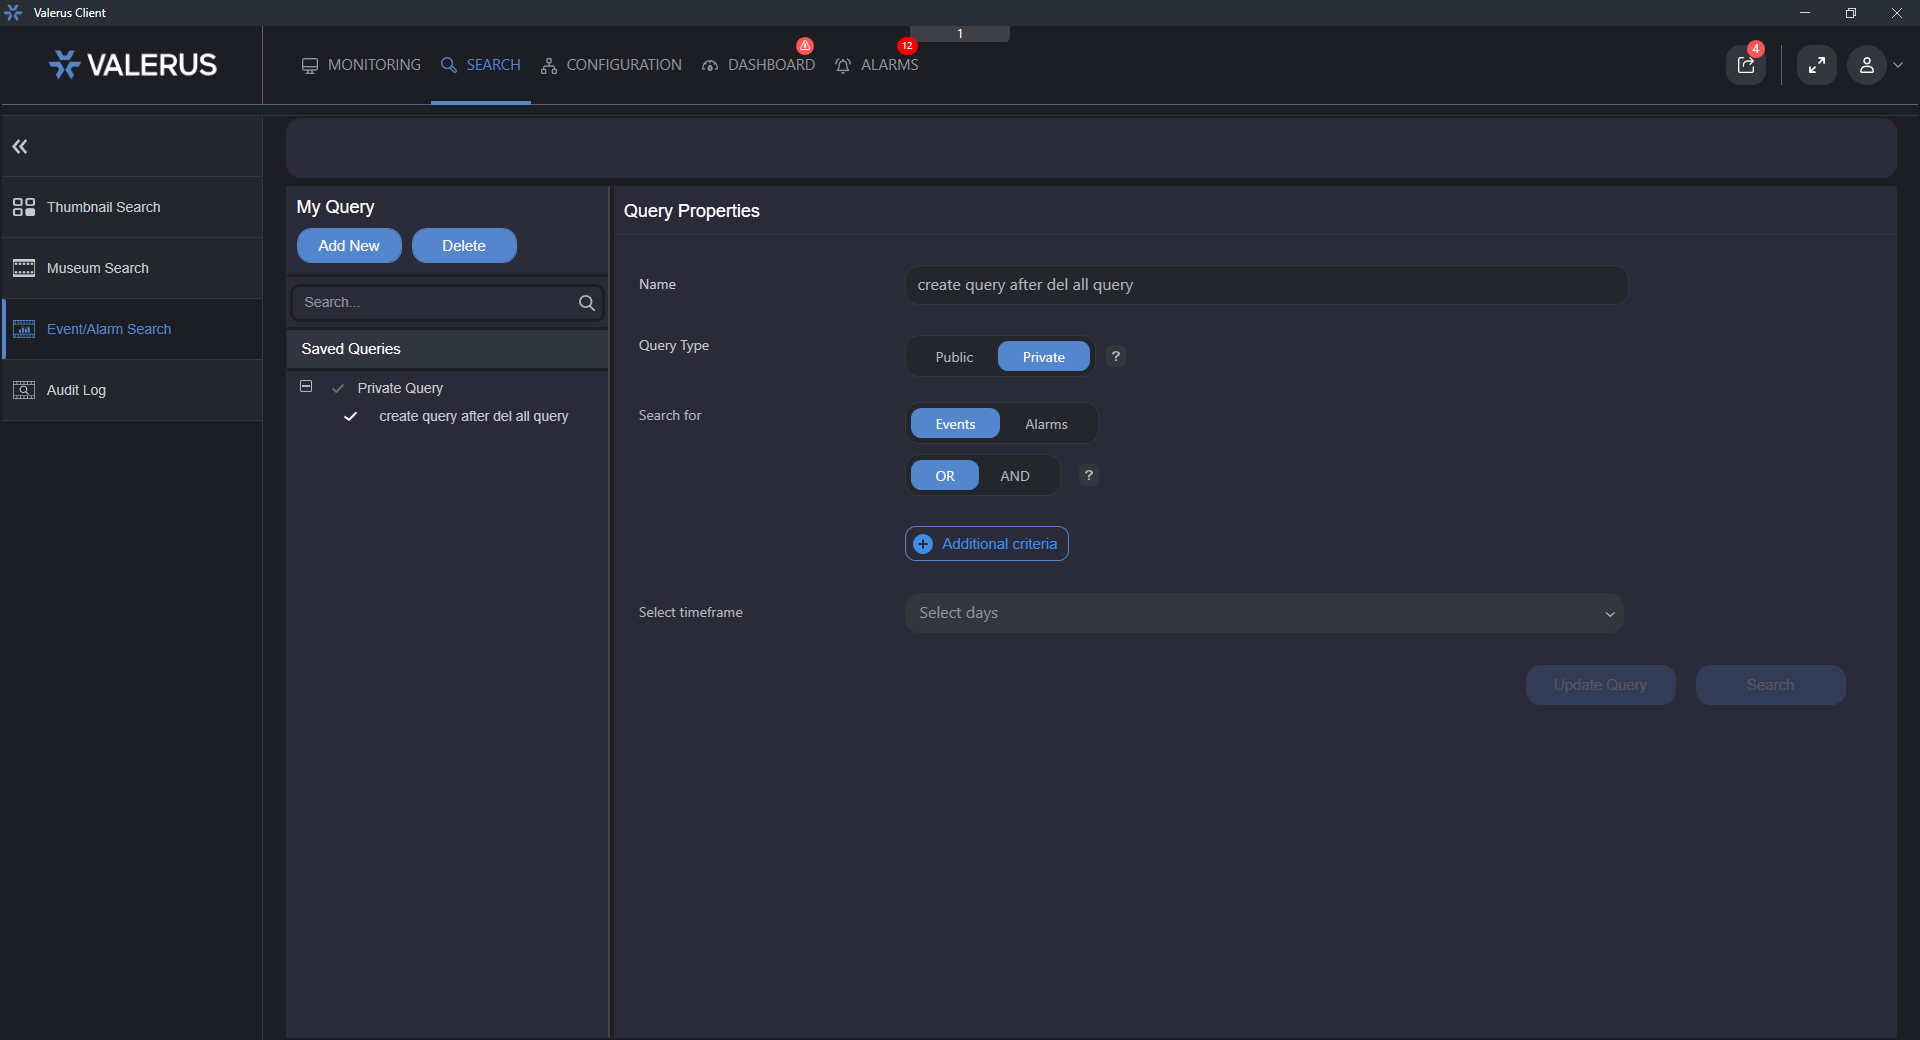 Valerus Client
1
VALERUS
MONITORING
SEARCH
CONFIGURATION
DASHBOARD
12
ALARMS
4
Thumbnail Search
Museum Search
Event/Alarm Search
Audit Log
My Query
Add New
Delete
Search...
Saved Queries
Private Query
create query after del all query
Query Properties
Name
create query after del all query
Query Type
Public
Private
?
Search for
Events
Alarms
OR
AND
?
Additional criteria
Select timeframe
Select days
Update Query
Search